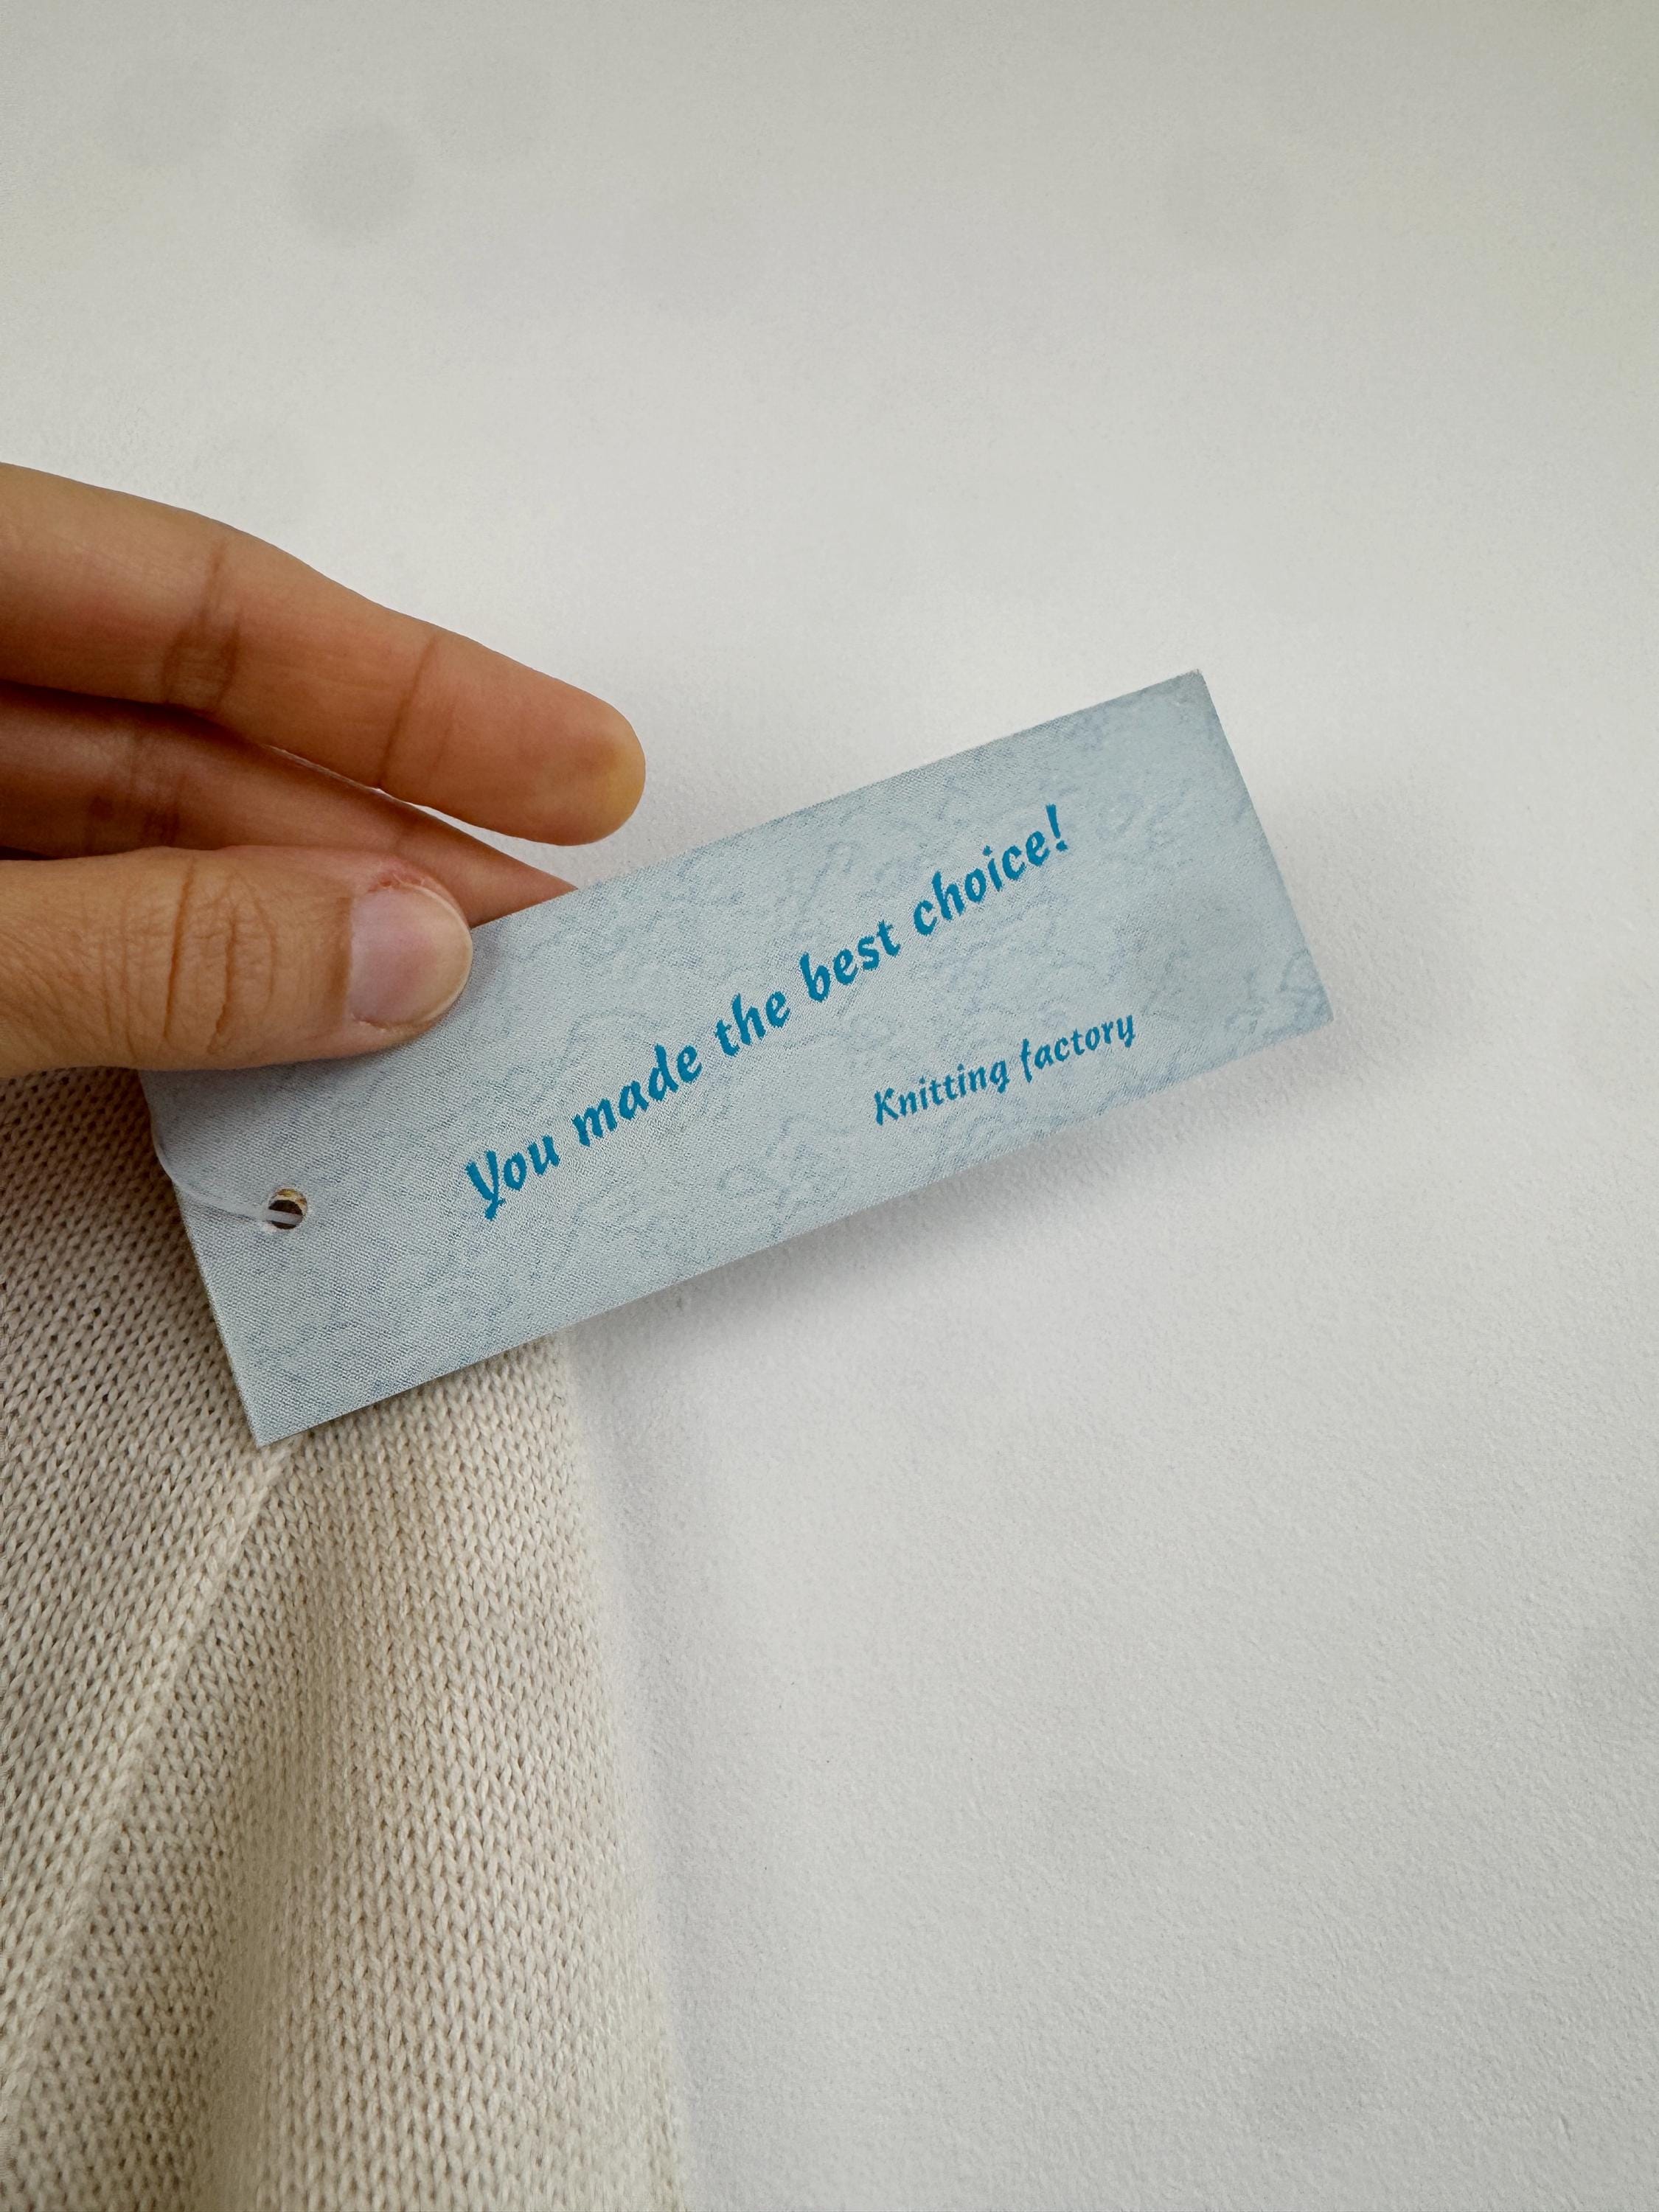 You made the best choice!
Knitting factory